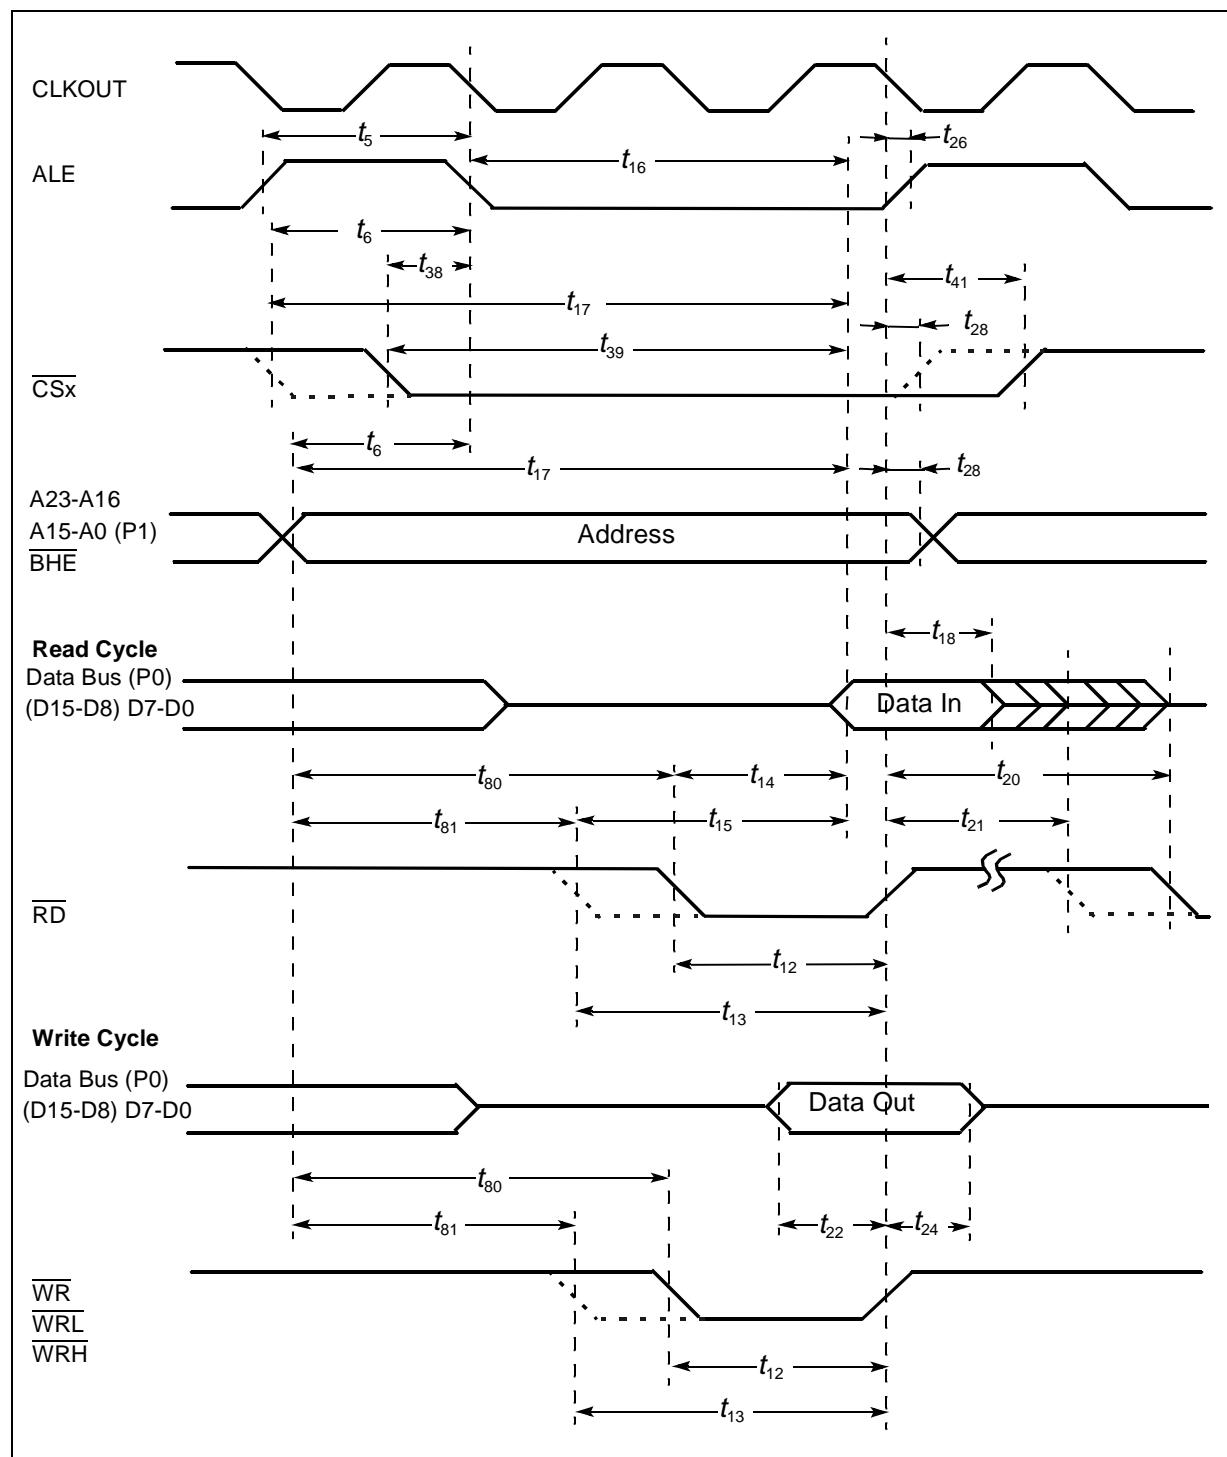 CLKOUT
t5
t26
t16
ALE
t6
t38
t41
t17
t28
t39
CSx
t6
t17
t28
A23-A16
A15-A0 (P1)
Address
BHE
t18
Read Cycle
Data Bus (P0)
(D15-D8) D7-D0
Data In
t80
t14
t20
t81
t15
t21
RD
t12
t13
Write Cycle
Data Bus (P0)
(D15-D8) D7-D0
Data Out
t80
t81
t22
t24
WR
WRL
WRH
t12
t13